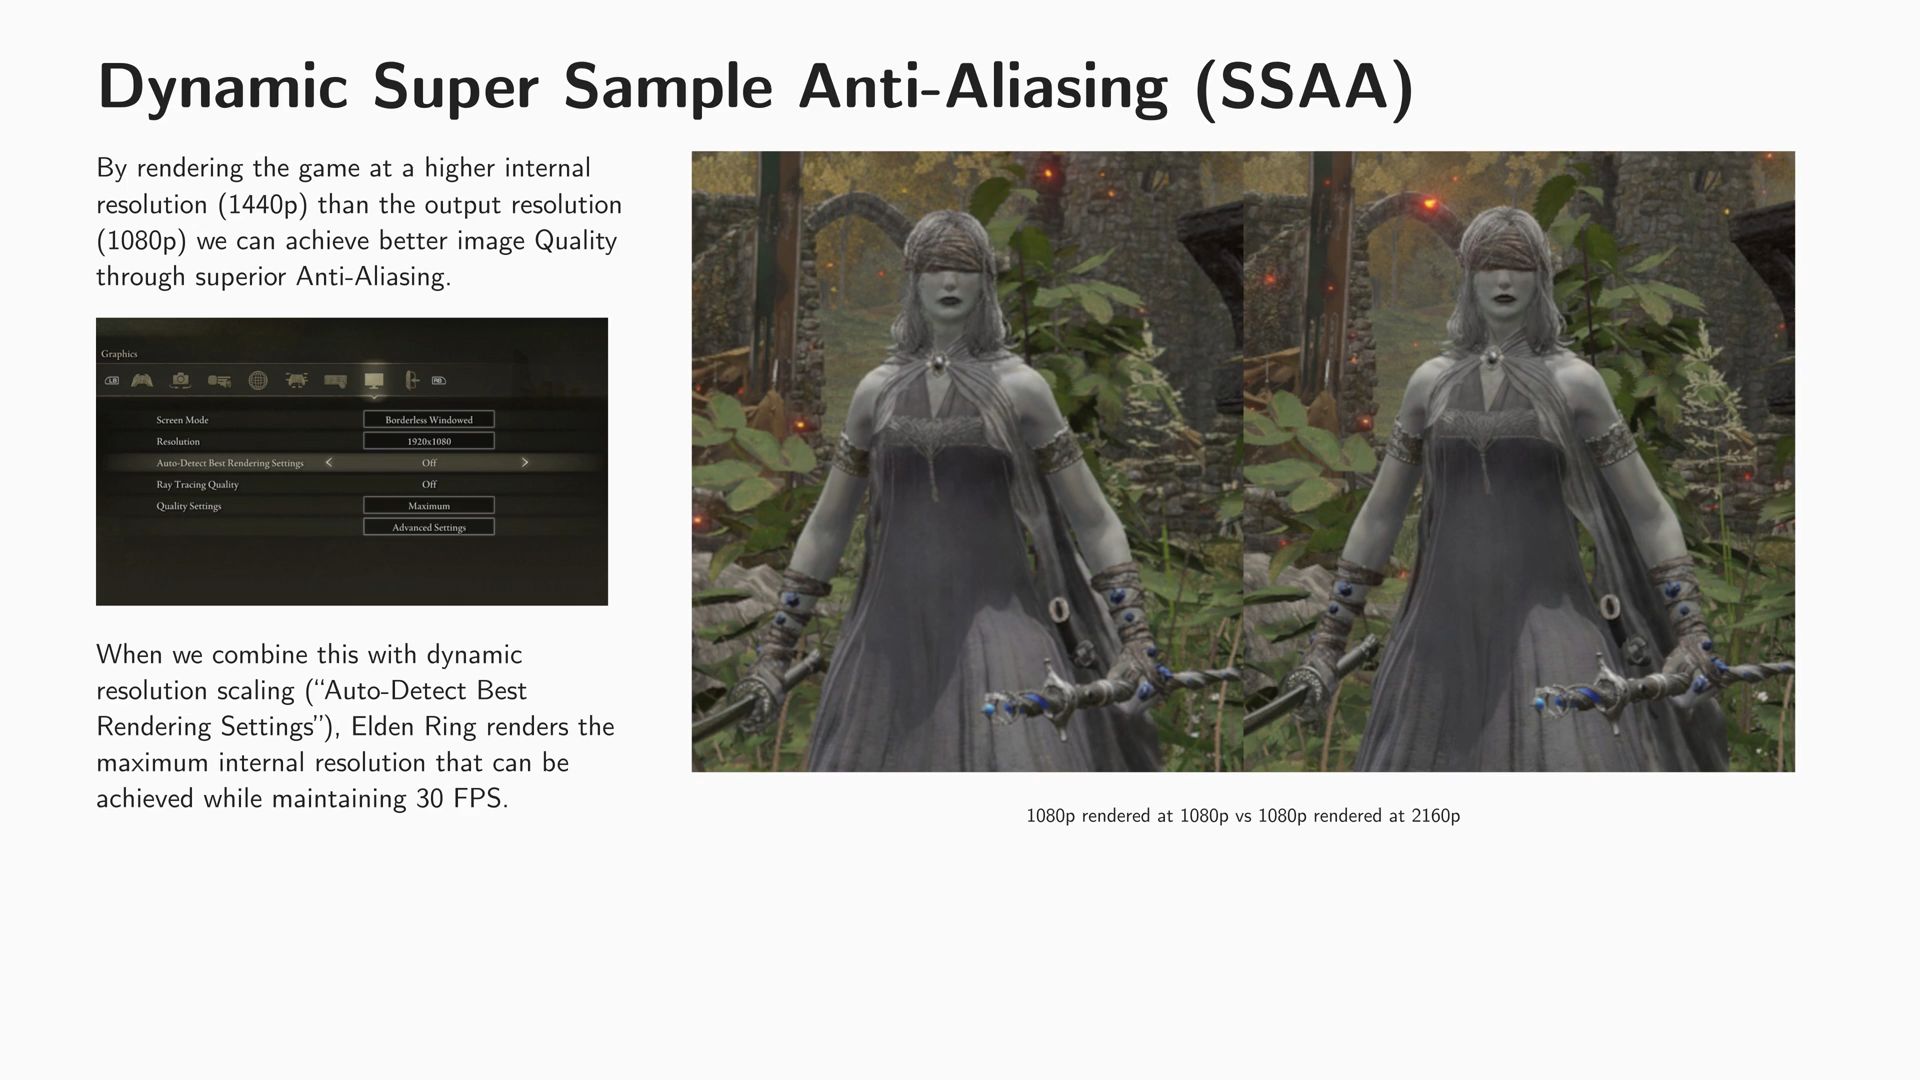 Dynamic Super Sample Anti-Aliasing (SSAA)
By rendering the game at a higher internal
resolution (1440p) than the output resolution
(1080p) we can achieve better image Quality
through superior Anti-Aliasing.
Graphics
LB
RB
Screen Mode Borderless Windowed
Resolution 1920x1080
Auto-Detect Best Rendering Settings < Off >
Ray Tracing Quality Off
Quality Settings Maximum
Advanced Settings
When we combine this with dynamic
resolution scaling (“Auto-Detect Best
Rendering Settings”), Elden Ring renders the
maximum internal resolution that can be
achieved while maintaining 30 FPS.
1080p rendered at 1080p vs 1080p rendered at 2160p